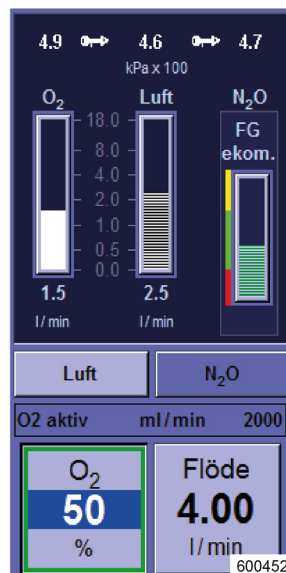 4.9 4.6 4.7
kPa x 100
O₂ Luft N₂O
18.0
8.0
4.0
2.0
1.0
0.5
0.0
FG
ekom.
1.5 2.5
l/min l/min
Luft N₂O
O2 aktiv ml/min 2000
O₂
50
%
Flöde
4.00
l/min
600452